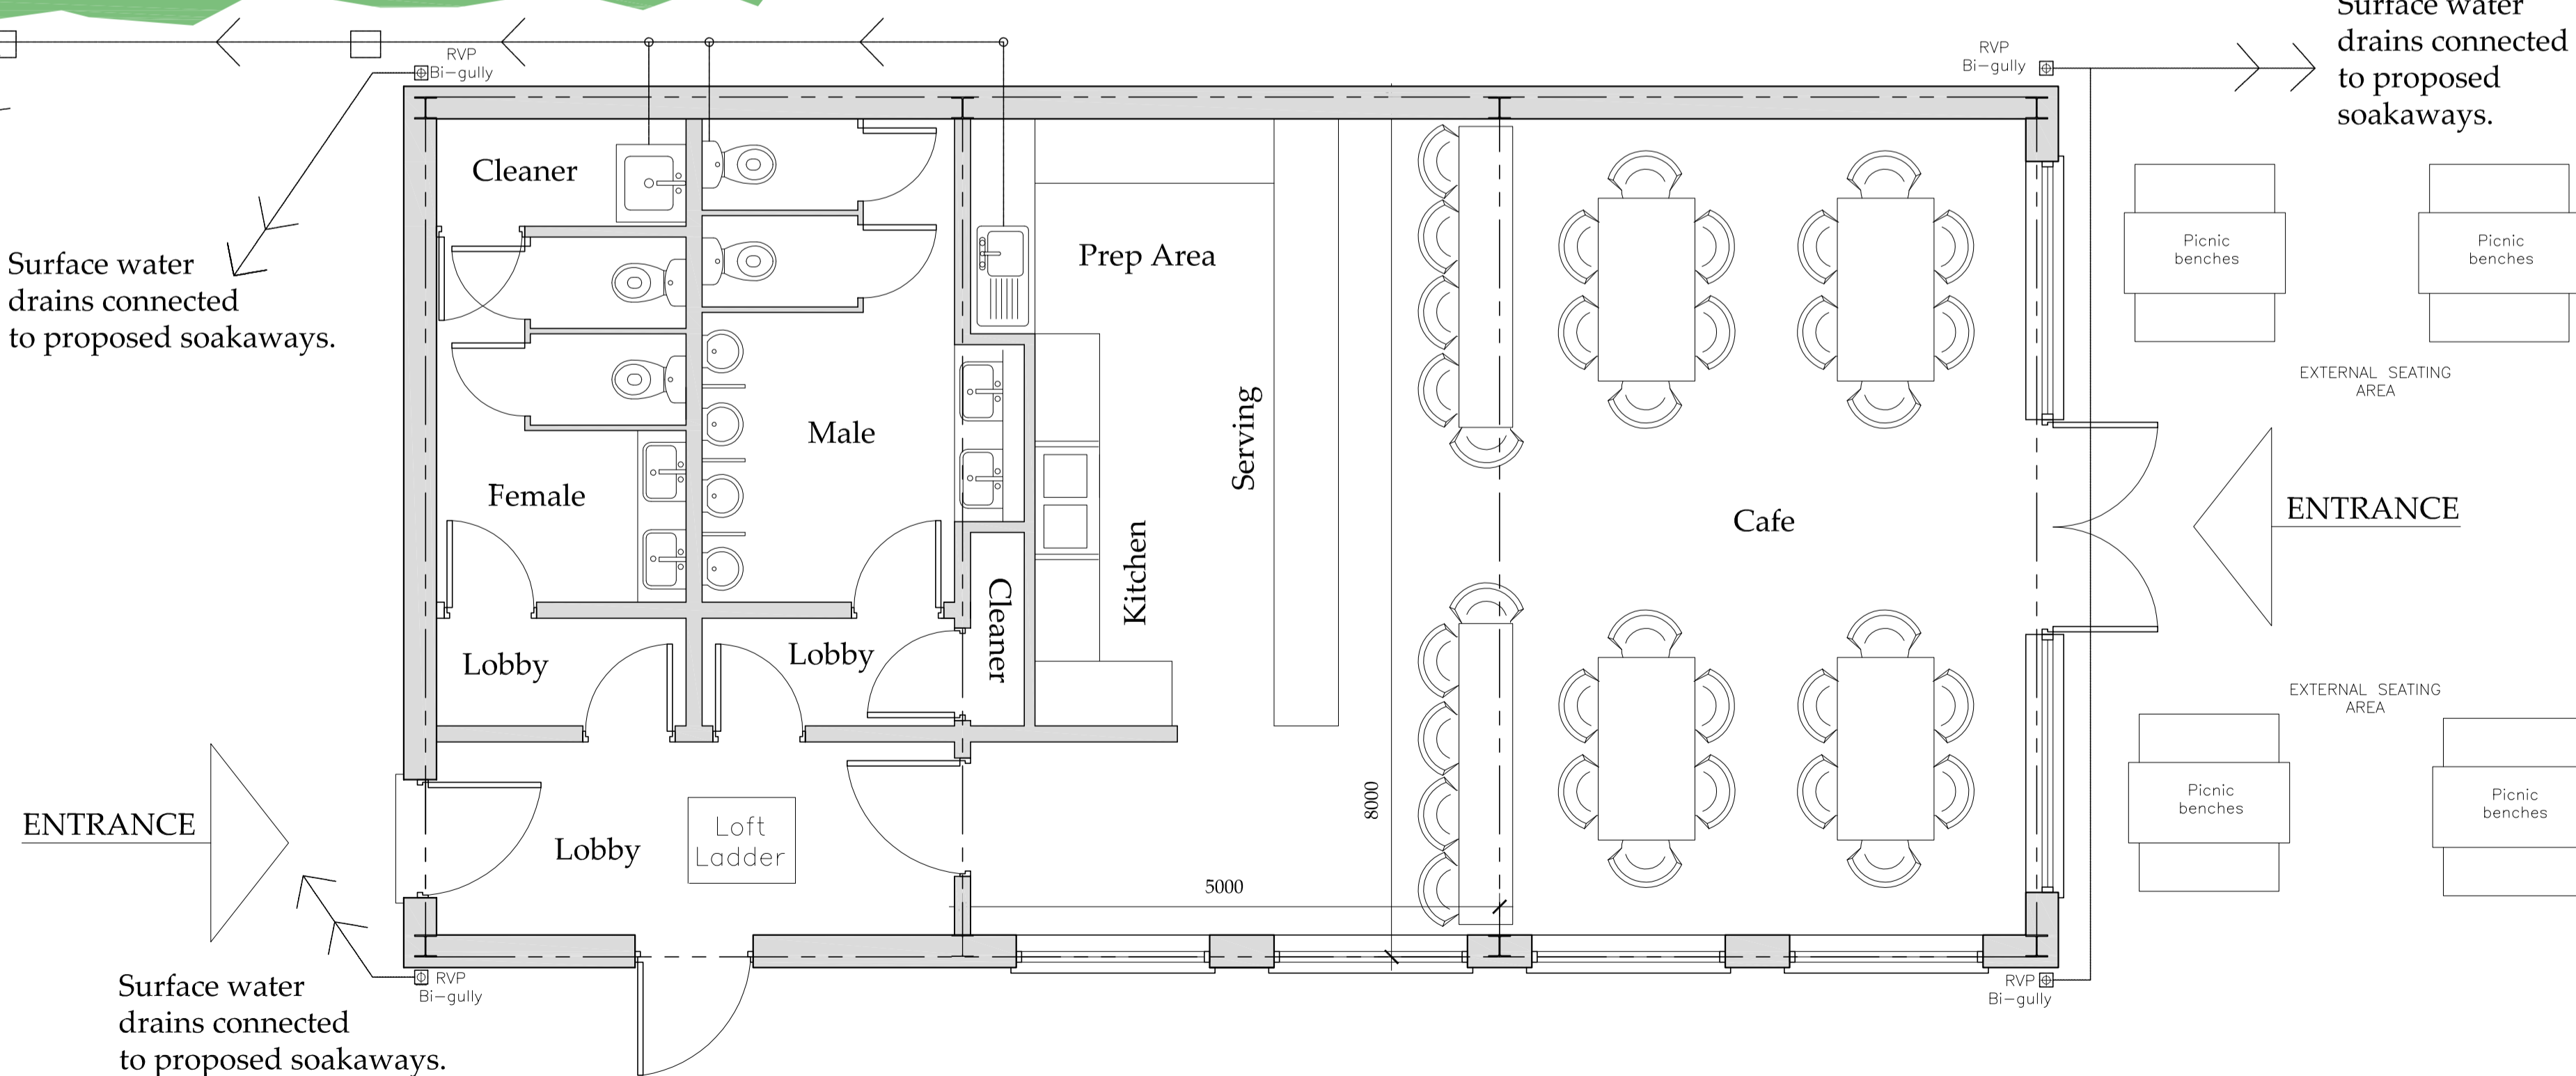 Surface water
drains connected
to proposed
soakaways.
RVP
Bi-gully
RVP
Bi-gully
Cleaner
Surface water
drains connected
to proposed soakaways.
Prep Area
Picnic
benches
Picnic
benches
EXTERNAL SEATING
AREA
Serving
Male
Female
Cafe
ENTRANCE
Kitchen
Cleaner
Lobby
Lobby
EXTERNAL SEATING
AREA
Picnic
benches
Picnic
benches
ENTRANCE
Lobby
Loft
Ladder
8000
5000
RVP
Bi-gully
RVP
Bi-gully
Surface water
drains connected
to proposed soakaways.